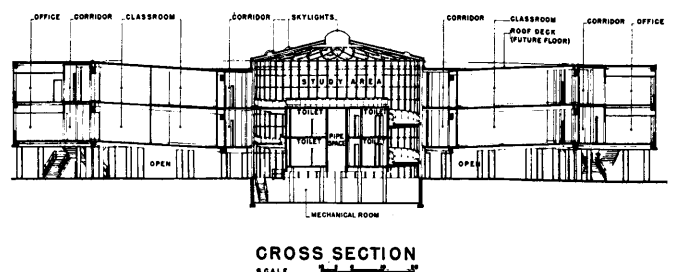 OFFICE CORRIDOR CLASSROOM CORRIDOR SKYLIGHTS CORRIDOR CLASSROOM CORRIDOR OFFICE
ROOF DECK
(FUTURE FLOOR)
STUDY AREA
TOILET TOILET
PIPE
SPACE
TOILET TOILET
OPEN OPEN
MECHANICAL ROOM
CROSS SECTION
SCALE